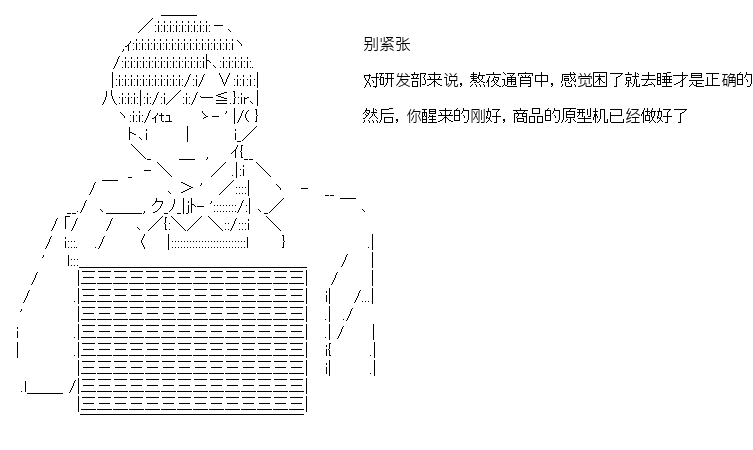 别紧张
对研发部来说，熬夜通宵中，感觉困了就去睡才是正确的
然后，你醒来的刚好，商品的原型机已经做好了